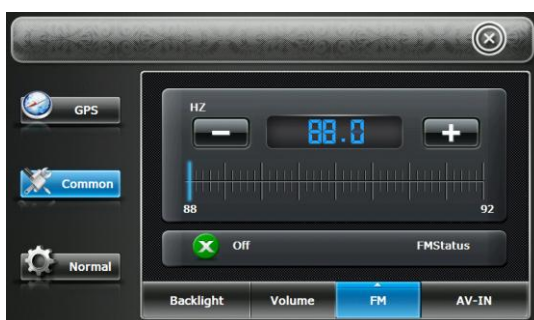 GPS
Common
Normal
HZ
88.0
88
92
Off
FMStatus
Backlight
Volume
FM
AV-IN